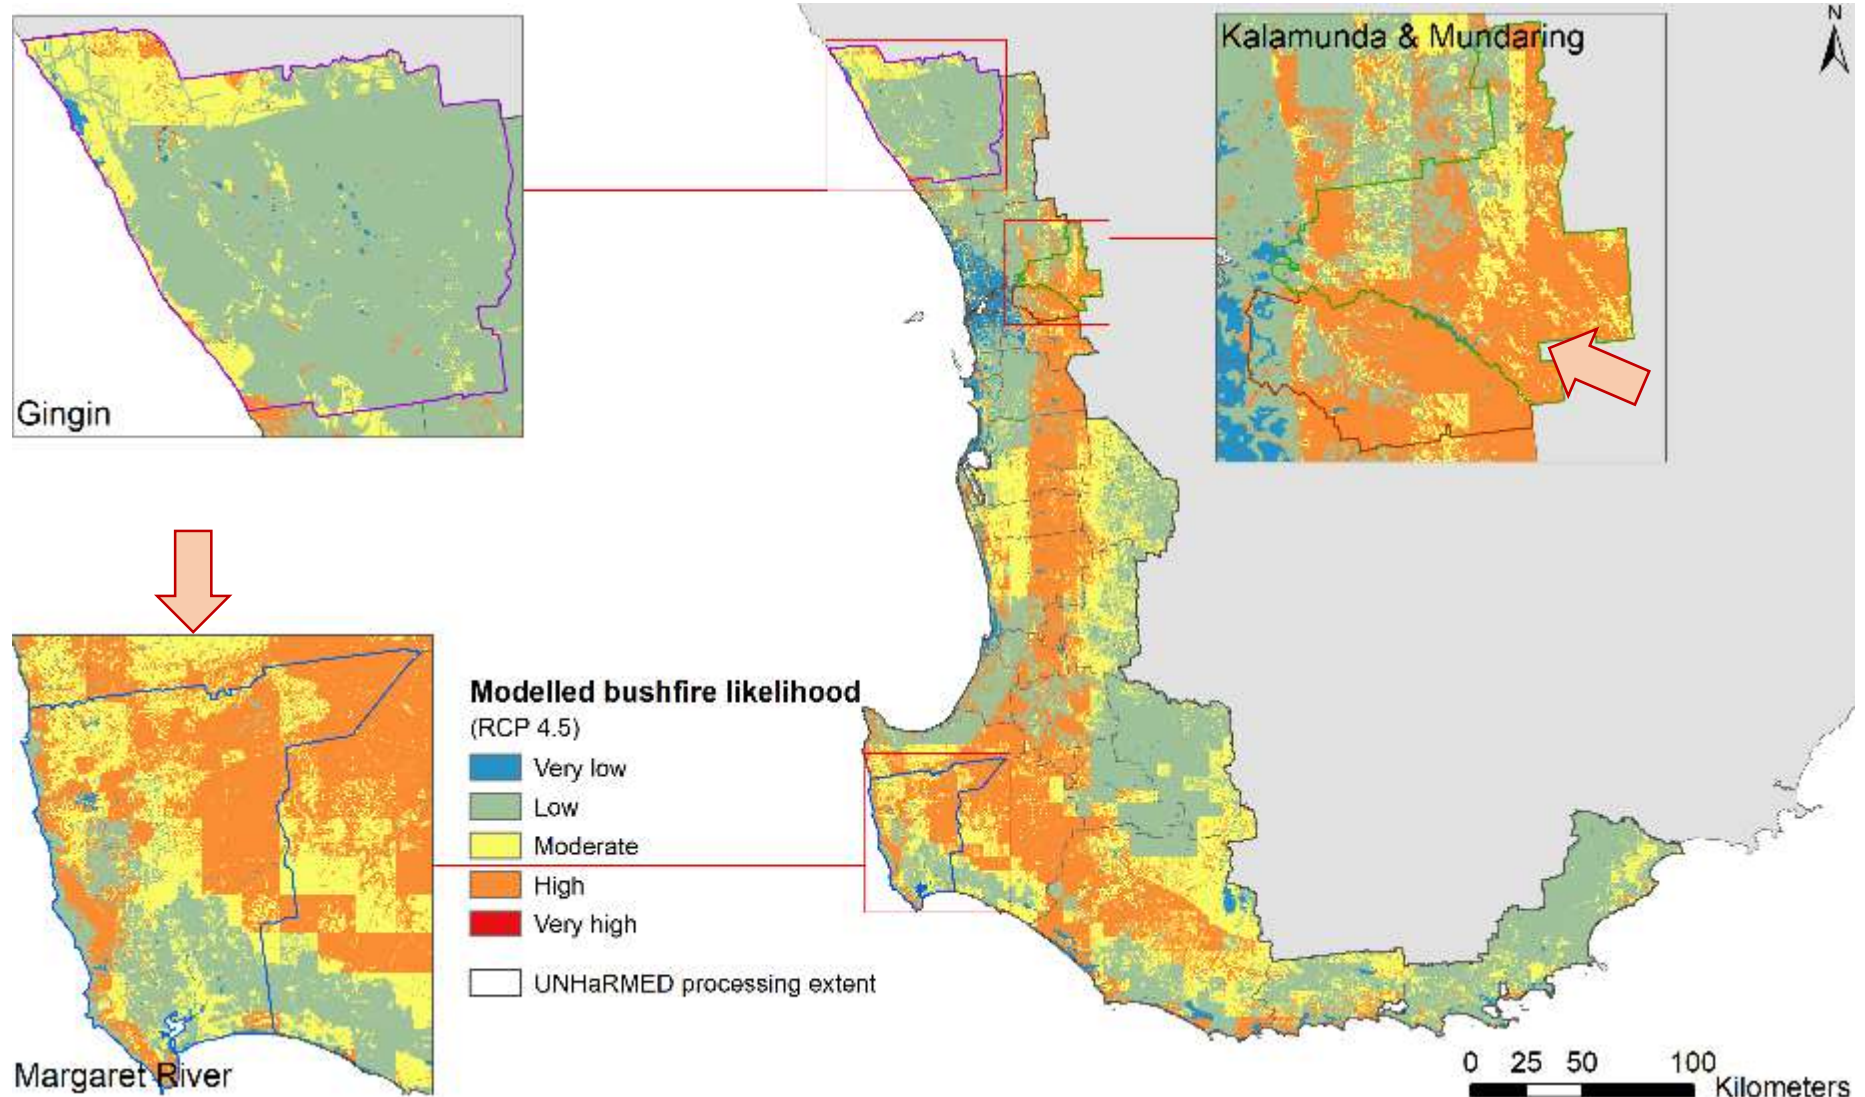 Kalamunda & Mundaring
N
Gingin
Modelled bushfire likelihood
(RCP 4.5)
Very low
Low
Moderate
High
Very high
UNHaRMED processing extent
Margaret River
0 25 50 100
Kilometers